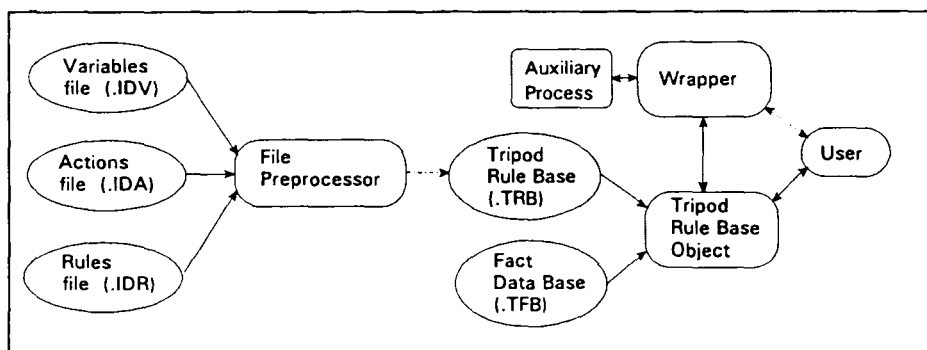 Variables
file (.IDV)
Actions
file (.IDA)
Rules
file (.IDR)
File
Preprocessor
Tripod
Rule Base
(.TRB)
Fact
Data Base
(.TFB)
Auxiliary
Process
Wrapper
User
Tripod
Rule Base
Object